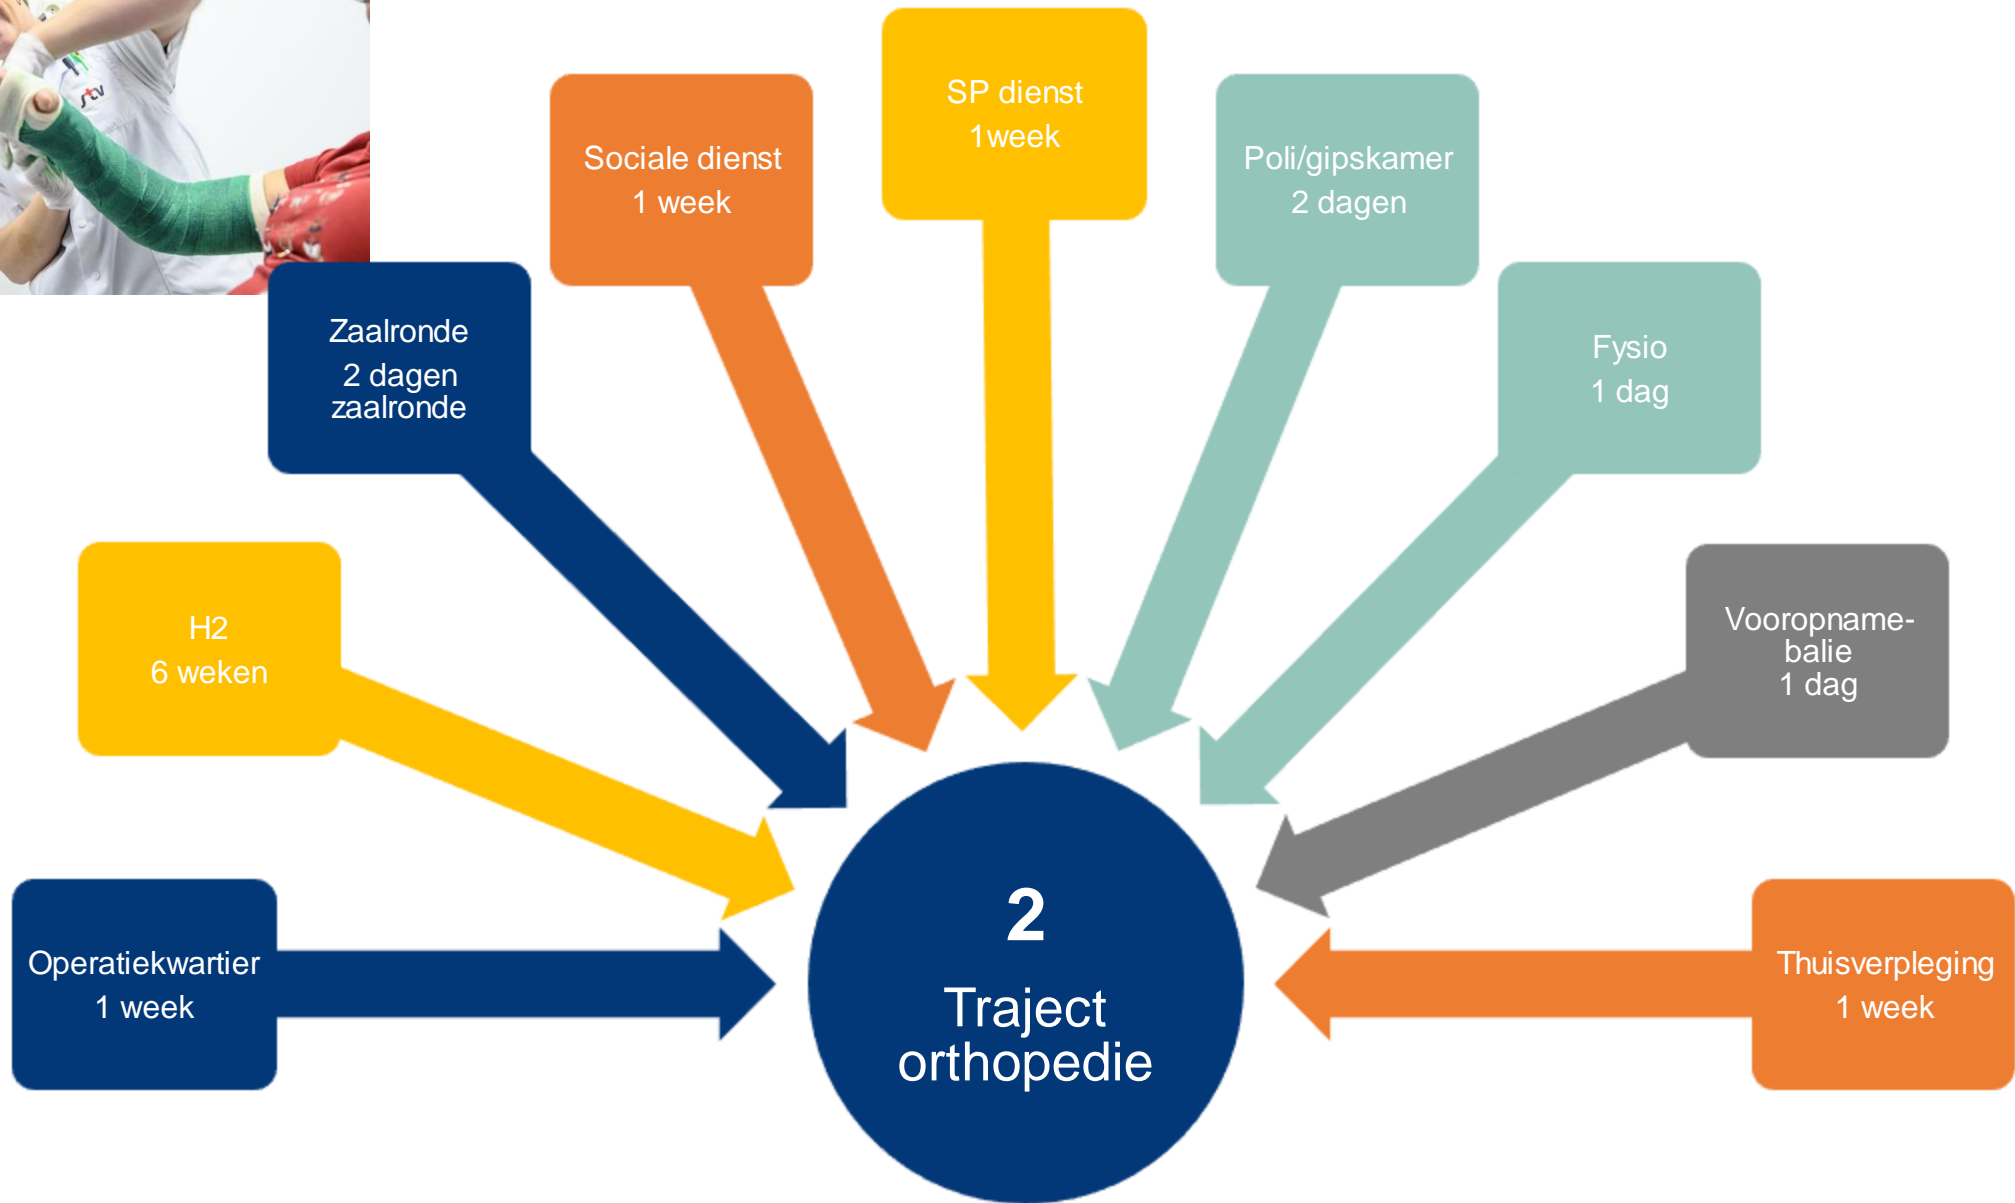 stv
SP dienst
1week
Sociale dienst
1 week
Poli/gipskamer
2 dagen
Zaalronde
2 dagen
zaalronde
Fysio
1 dag
H2
6 weken
Vooropname-
balie
1 dag
Operatiekwartier
1 week
2
Traject
orthopedie
Thuisverpleging
1 week